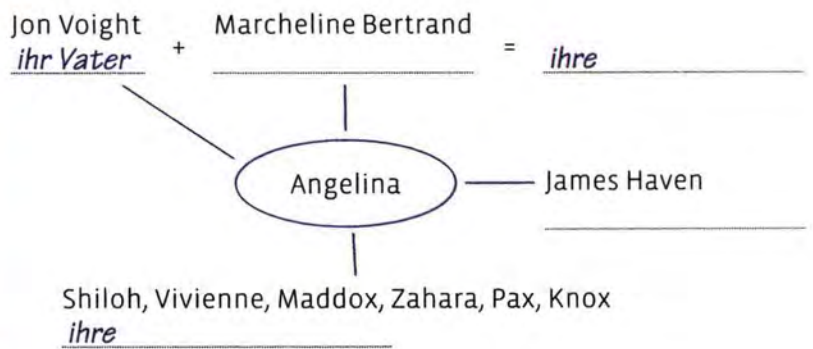 Jon Voight + Marcheline Bertrand =
ihr Vater ihre
Angelina James Haven
Shiloh, Vivienne, Maddox, Zahara, Pax, Knox
ihre